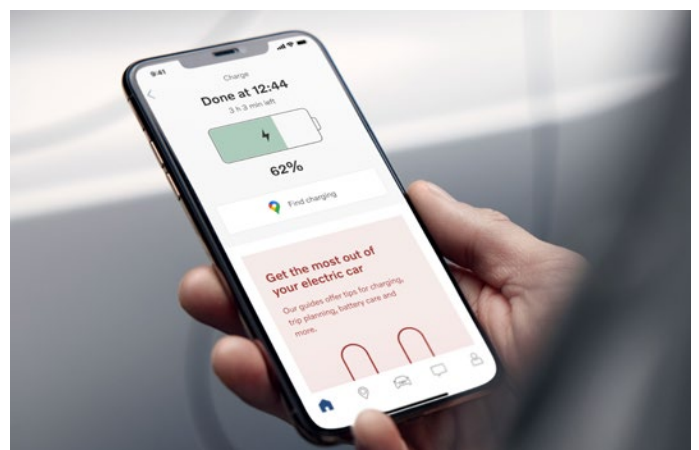 9:41
Charge
Done at 12:44
3 h 3 min left
62%
Find charging
Get the most out of
your electric car
Our guides offer tips for charging,
trip planning, battery care and
more.